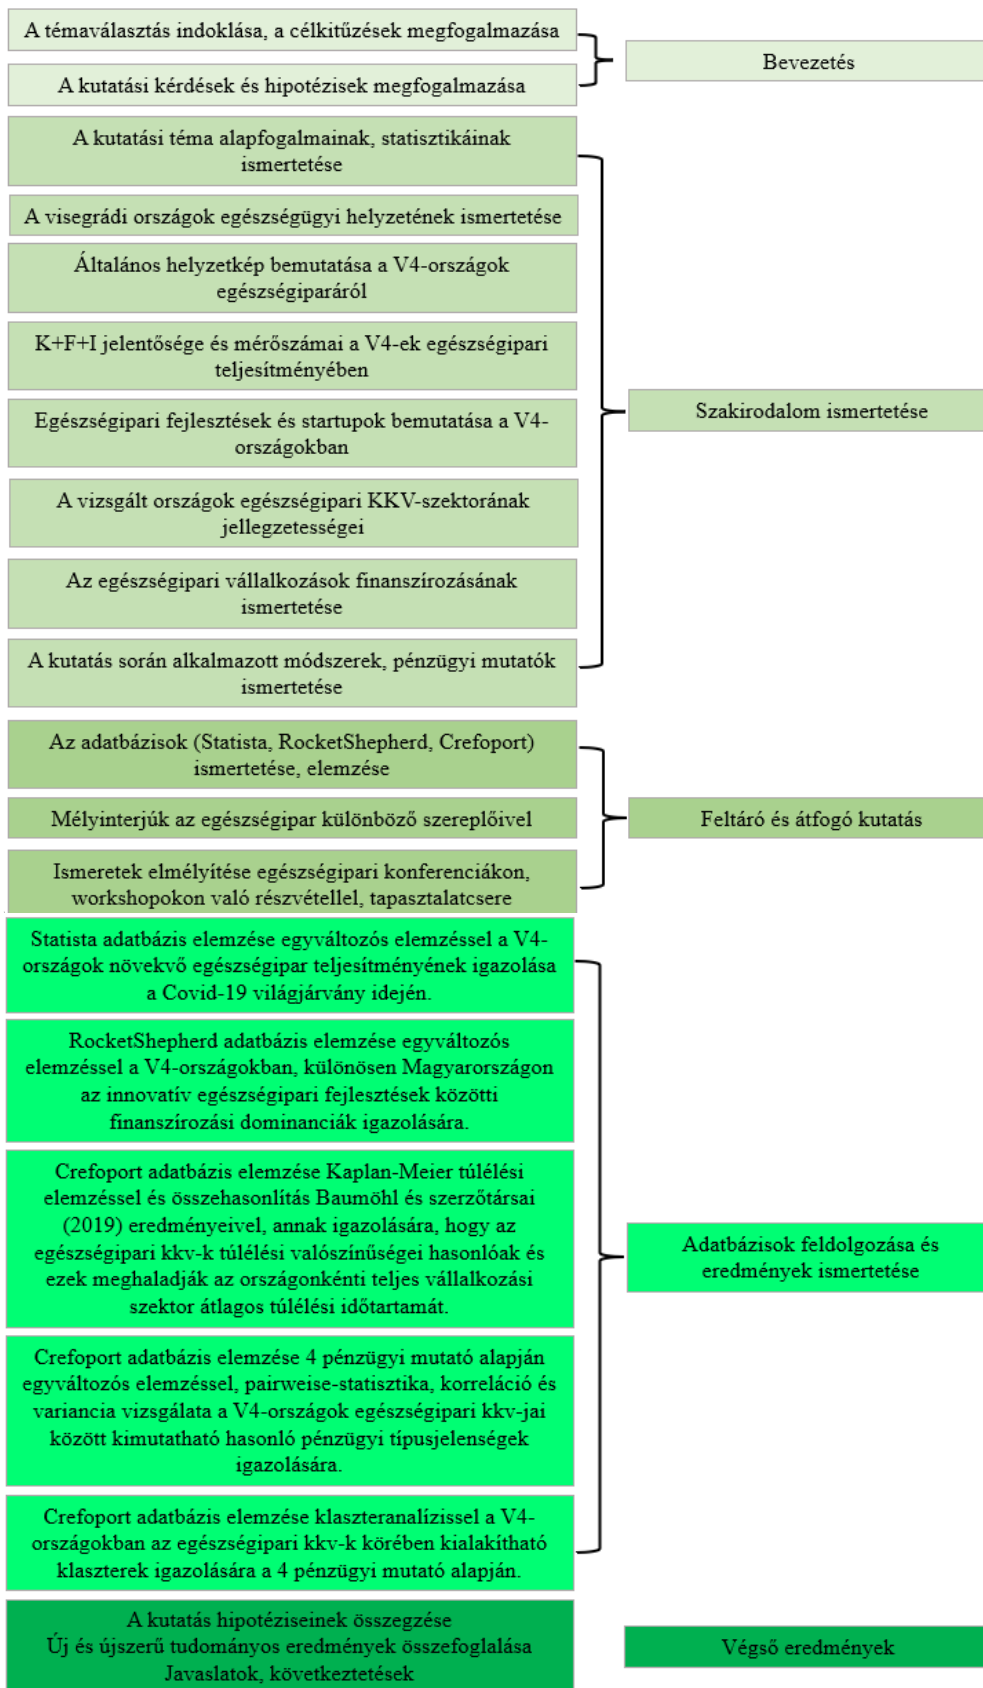 A témaválasztás indoklása, a célkitűzések megfogalmazása
A kutatási kérdések és hipotézisek megfogalmazása
Bevezetés
A kutatási téma alapfogalmainak, statisztikáinak
ismertetése
A visegrádi országok egészségügyi helyzetének ismertetése
Általános helyzetkép bemutatása a V4-országok
egészségiparáról
K+F+I jelentősége és mérőszámai a V4-ek egészségipari
teljesítményében
Egészségipari fejlesztések és startupok bemutatása a V4-
országokban
A vizsgált országok egészségipari KKV-szektorának
jellegzetességei
Az egészségipari vállalkozások finanszírozásának
ismertetése
A kutatás során alkalmazott módszerek, pénzügyi mutatók
ismertetése
Szakirodalom ismertetése
Az adatbázisok (Statista, RocketShepherd, Crefoport)
ismertetése, elemzése
Mélyinterjúk az egészségipar különböző szereplőivel
Ismeretek elmélyítése egészségipari konferenciákon,
workshopokon való részvétellel, tapasztalatcsere
Feltáró és átfogó kutatás
Statista adatbázis elemzése egyváltozós elemzéssel a V4-
országok növekvő egészségipar teljesítményének igazolása
a Covid-19 világjárvány idején.
RocketShepherd adatbázis elemzése egyváltozós
elemzéssel a V4-országokban, különösen Magyarországon
az innovatív egészségipari fejlesztések közötti
finanszírozási dominanciák igazolására.
Crefoport adatbázis elemzése Kaplan-Meier túlélési
elemzéssel és összehasonlítás Baumöhl és szerzőtársai
(2019) eredményeivel, annak igazolására, hogy az
egészségipari kkv-k túlélési valószínűségei hasonlóak és
ezek meghaladják az országonkénti teljes vállalkozási
szektor átlagos túlélési időtartamát.
Crefoport adatbázis elemzése 4 pénzügyi mutató alapján
egyváltozós elemzéssel, pairweise-statisztika, korreláció és
variancia vizsgálata a V4-országok egészségipari kkv-jai
között kimutatható hasonló pénzügyi típusjelenségek
igazolására.
Crefoport adatbázis elemzése klaszteranalízissel a V4-
országokban az egészségipari kkv-k körében kialakítható
klaszterek igazolására a 4 pénzügyi mutató alapján.
Adatbázisok feldolgozása és
eredmények ismertetése
A kutatás hipotéziseinek összegzése
Új és újszerű tudományos eredmények összefoglalása
Javaslatok, következtetések
Végső eredmények